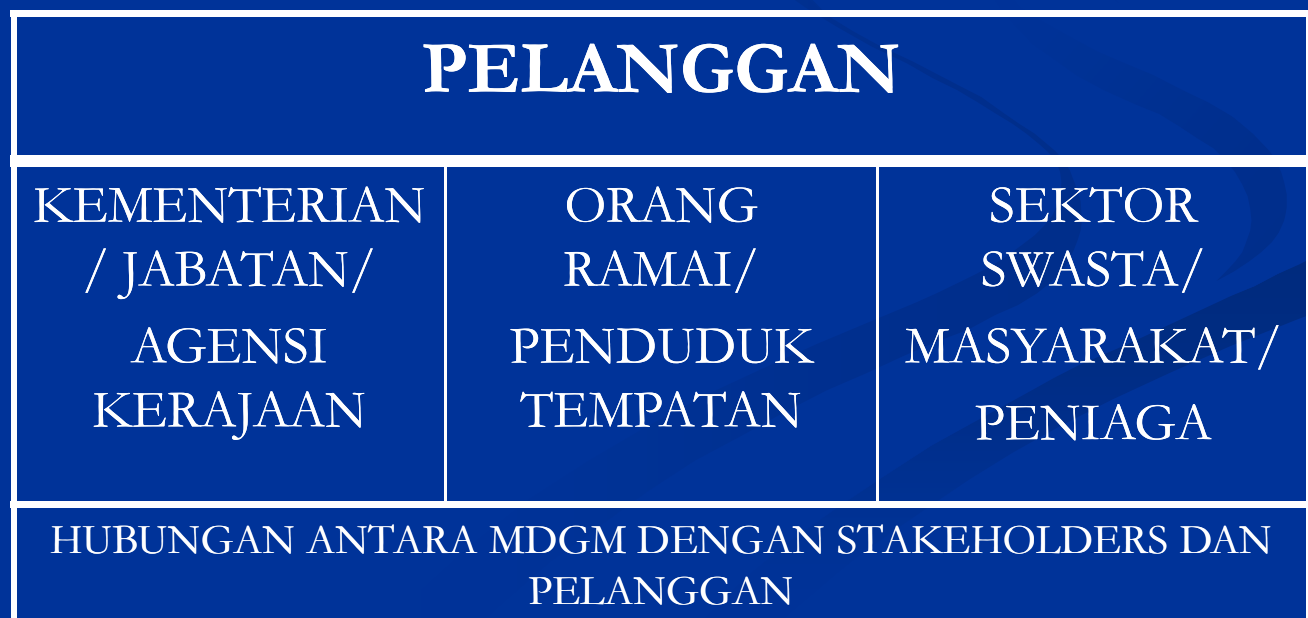 PELANGGAN
KEMENTERIAN
/ JABATAN/
AGENSI
KERAJAAN
ORANG
RAMAI/
PENDUDUK
TEMPATAN
SEKTOR
SWASTA/
MASYARAKAT/
PENIAGA
HUBUNGAN ANTARA MDGM DENGAN STAKEHOLDERS DAN
PELANGGAN